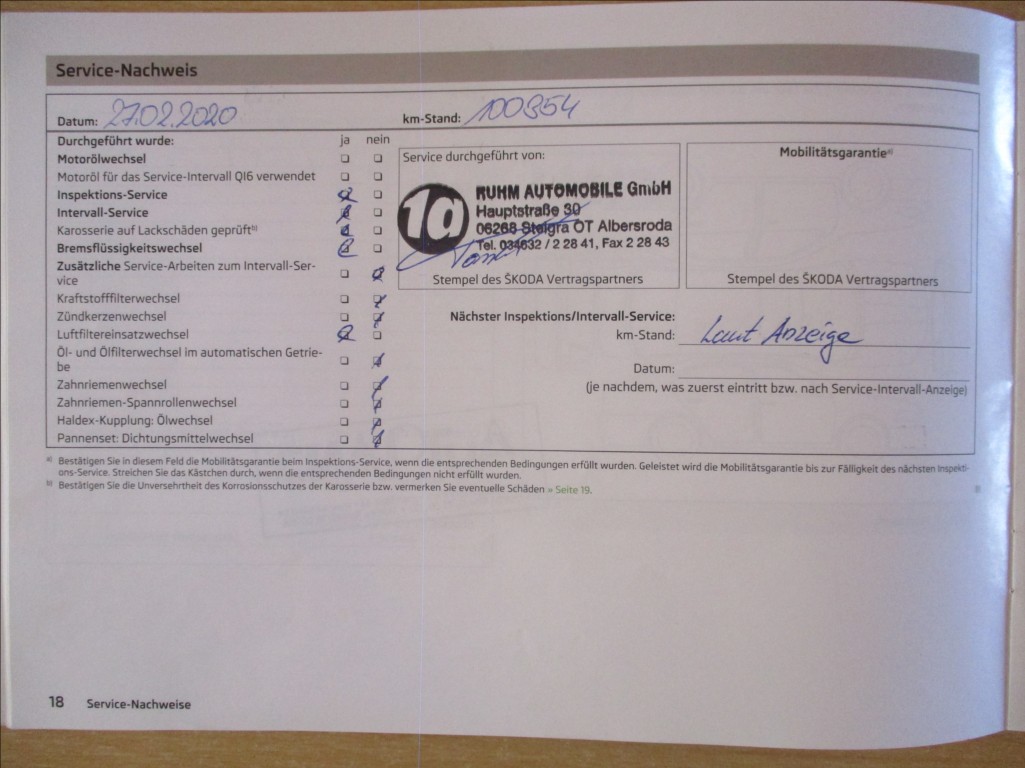 Service-Nachweis
Datum: 27.02.2020 km-Stand: 100354
Durchgeführt wurde: ja nein
Motorölwechsel
Motoröl für das Service-Intervall QI6 verwendet
Inspektions-Service
Intervall-Service
Karosserie auf Lackschäden geprüft b)
Bremsflüssigkeitswechsel
Zusätzliche Service-Arbeiten zum Intervall-Ser-
vice
Kraftstofffilterwechsel
Zündkerzenwechsel
Luftfiltereinsatzwechsel
Öl- und Ölfilterwechsel im automatischen Getrie-
be
Zahnriemenwechsel
Zahnriemen-Spannrollenwechsel
Haldex-Kupplung: Ölwechsel
Pannenset: Dichtungsmittelwechsel
Service durchgeführt von:
1a
RUHM AUTOMOBILE GmbH
Hauptstraße 30
06268 Steigra OT Albersroda
Tel. 034632 / 2 28 41, Fax 2 28 43
Stempel des ŠKODA Vertragspartners
Mobilitätsgarantie a)
Stempel des ŠKODA Vertragspartners
Nächster Inspektions/Intervall-Service:
km-Stand: Laut Anzeige
Datum:
(je nachdem, was zuerst eintritt bzw. nach Service-Intervall-Anzeige)
a) Bestätigen Sie in diesem Feld die Mobilitätsgarantie beim Inspektions-Service, wenn die entsprechenden Bedingungen erfüllt wurden. Geleistet wird die Mobilitätsgarantie bis zur Fälligkeit des nächsten Inspekti-
ons-Service. Streichen Sie das Kästchen durch, wenn die entsprechenden Bedingungen nicht erfüllt wurden.
b) Bestätigen Sie die Unversehrtheit des Korrosionsschutzes der Karosserie bzw. vermerken Sie eventuelle Schäden » Seite 19.
18 Service-Nachweise